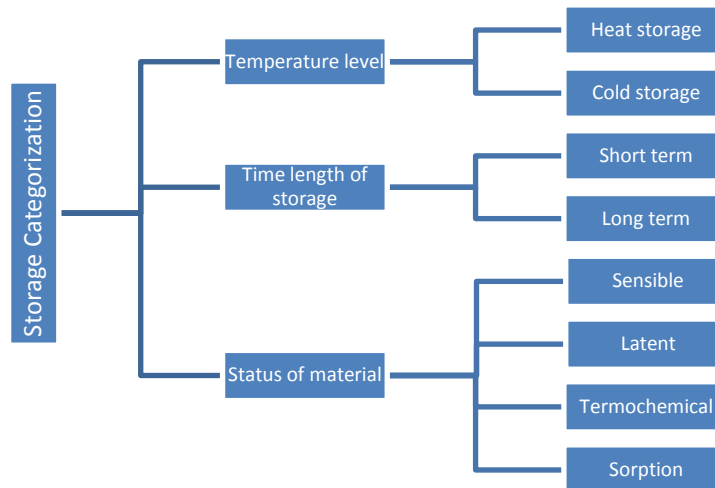 Storage Categorization
Temperature level
Heat storage
Cold storage
Time length of
storage
Short term
Long term
Status of material
Sensible
Latent
Termochemical
Sorption